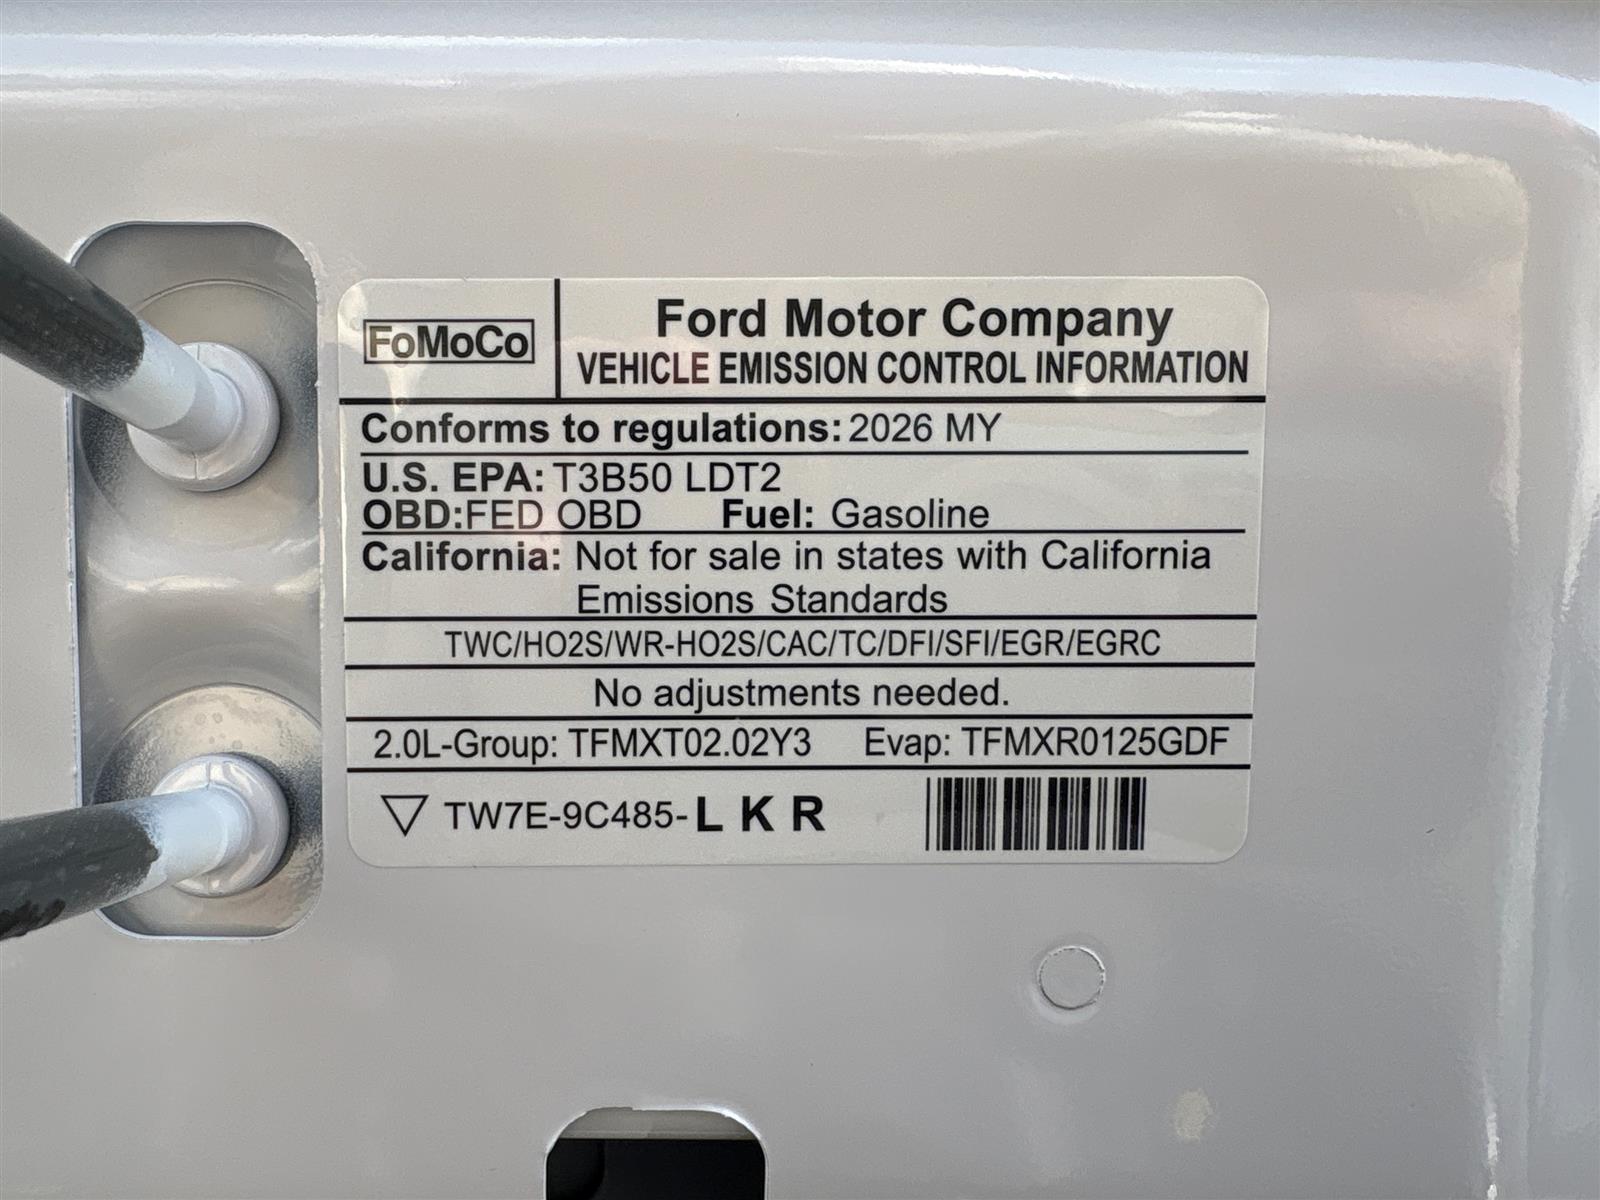 FoMoCo
Ford Motor Company
VEHICLE EMISSION CONTROL INFORMATION
Conforms to regulations: 2026 MY
U.S. EPA: T3B50 LDT2
OBD:FED OBD Fuel: Gasoline
California: Not for sale in states with California
Emissions Standards
TWC/HO2S/WR-HO2S/CAC/TC/DFI/SFI/EGR/EGRC
No adjustments needed.
2.0L-Group: TFMXT02.02Y3 Evap: TFMXR0125GDF
TW7E-9C485-L K R